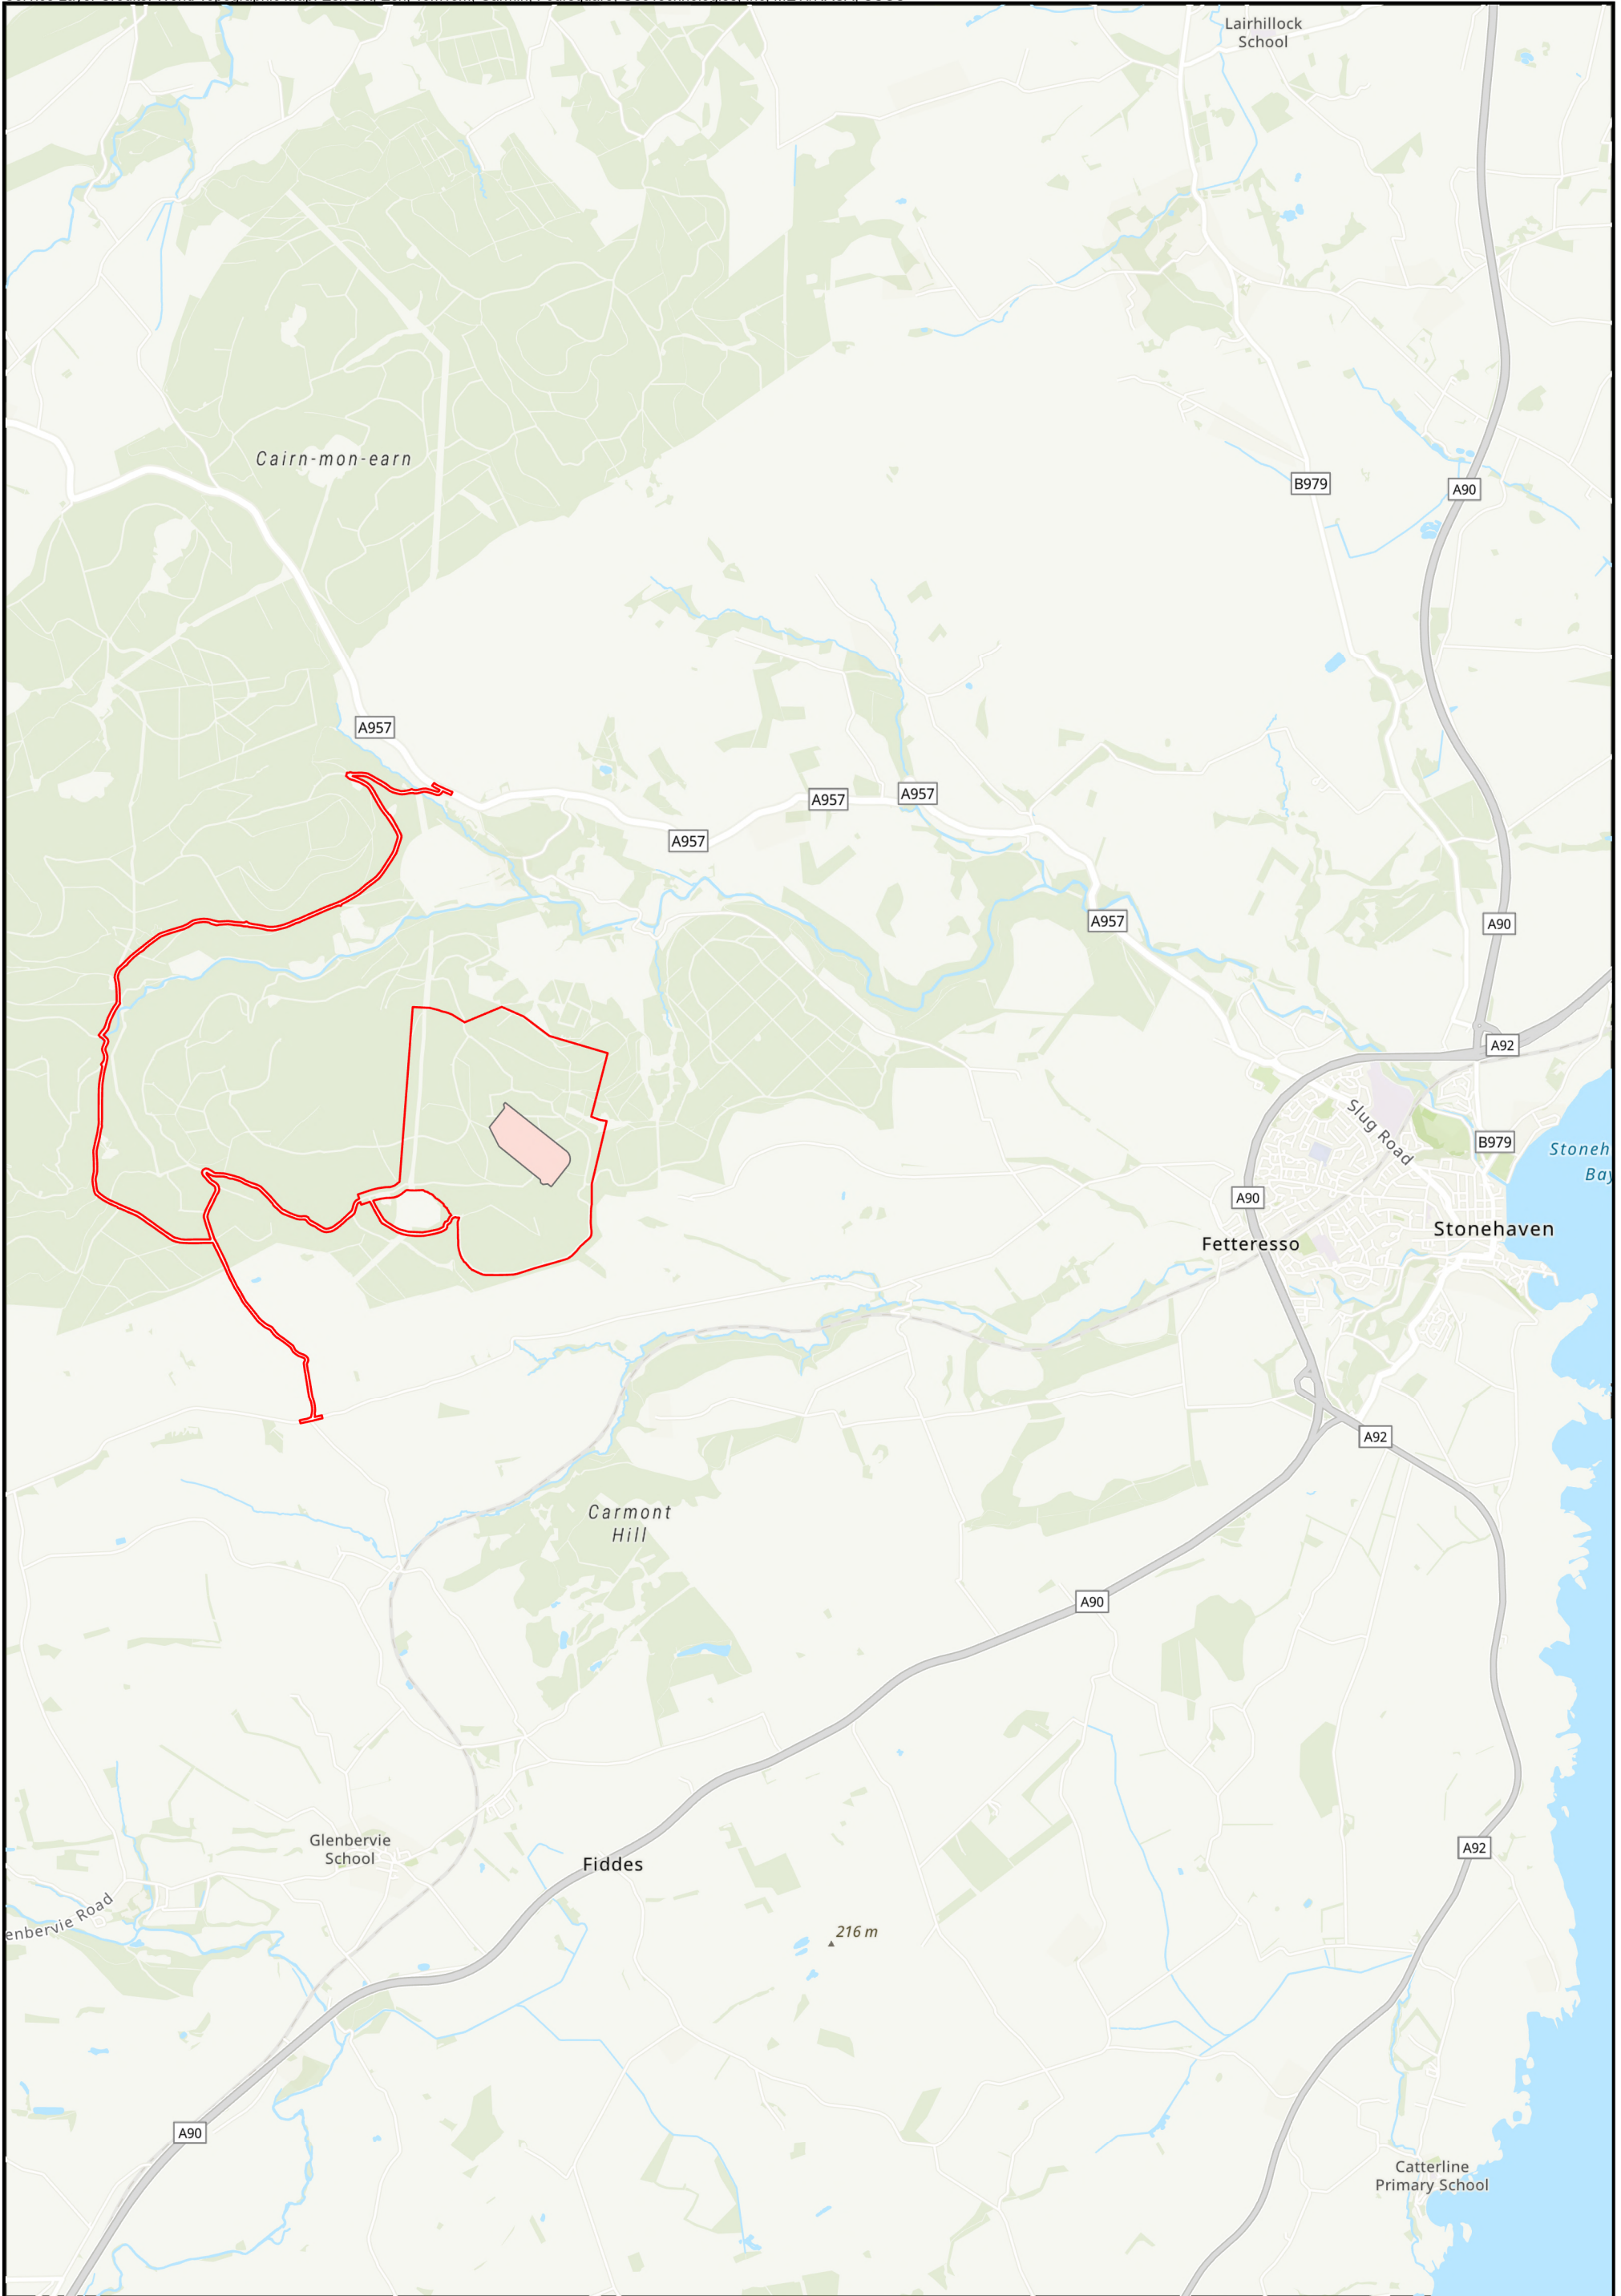 Lairhillock
School
Cairn-mon-earn
B979
A90
A957
A957
A957
A957
A957
A90
A92
Slug Road
B979
Stoneh
Bay
A90
Stonehaven
Fetteresso
A92
Carmont
Hill
A90
Glenbervie
School
Fiddes
A92
enbervie Road
216 m
A90
Catterline
Primary School